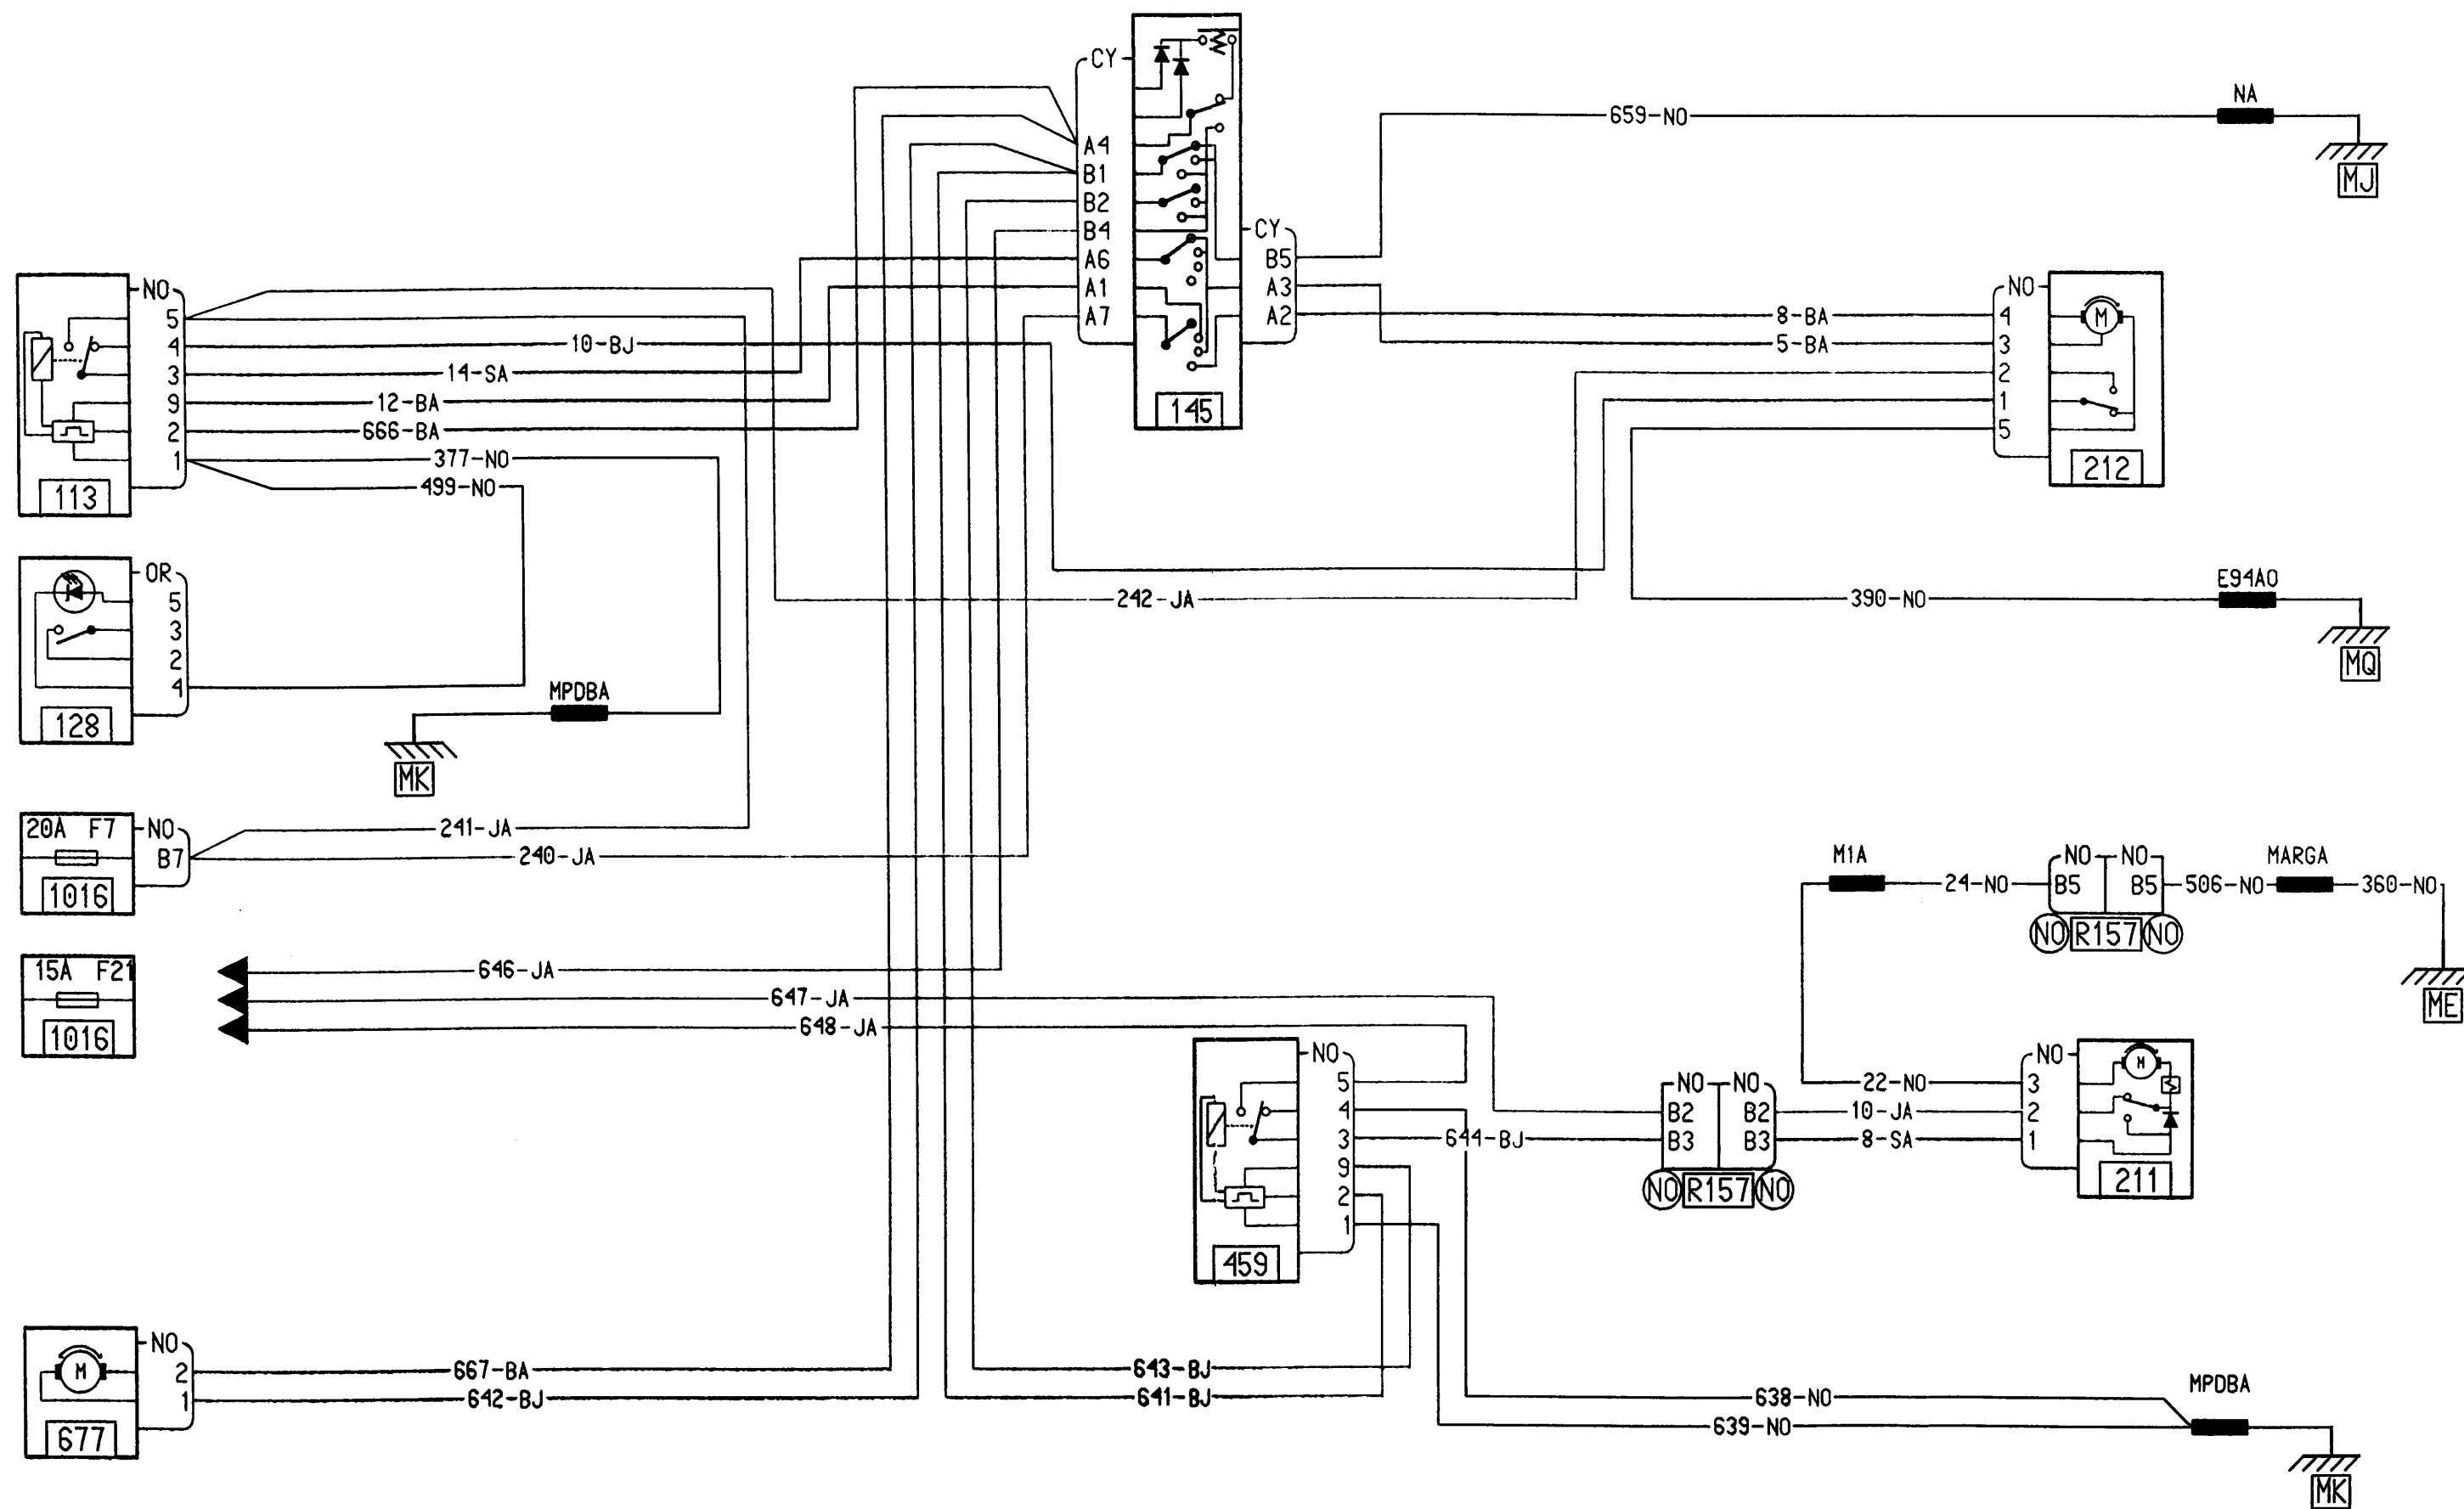 CY
A4
B1
B2
B4
A6
A1
A7
145
CY
B5
A3
A2
659-NO
NA
MJ
NO
5
4
3
9
2
1
113
10-BJ
14-SA
12-BA
666-BA
377-NO
499-NO
8-BA
5-BA
NO
4
3
2
1
5
M
212
OR
5
3
2
4
128
MPDBA
MK
242-JA
390-NO
E94A0
MQ
20A F7
NO
B7
1016
241-JA
240-JA
15A F21
1016
646-JA
647-JA
648-JA
M1A
24-NO
NO NO
B5 B5
NO R157 NO
506-NO
MARGA
360-NO
ME
NO
5
4
3
9
2
1
459
644-BJ
NO NO
B2 B2
B3 B3
NO R157 NO
22-NO
10-JA
8-SA
NO
3
2
1
M
211
NO
2
1
M
677
667-BA
642-BJ
643-BJ
641-BJ
638-NO
639-NO
MPDBA
MK